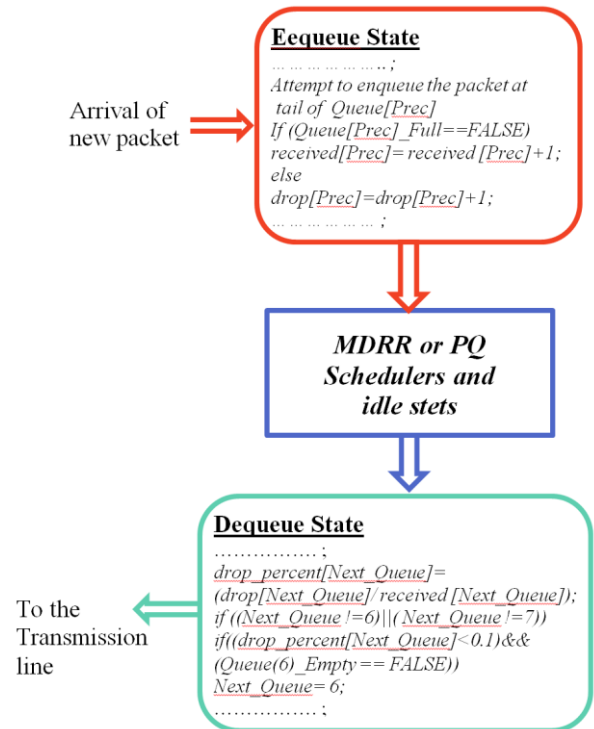 Eequeue State
… … … … … ….. ;
Attempt to enqueue the packet at
tail of Queue[Prec]
If (Queue[Prec]_Full==FALSE)
received[Prec]= received [Prec]+1;
else
drop[Prec]=drop[Prec]+1;
… … … … … … ;
Arrival of
new packet
MDRR or PQ
Schedulers and
idle stets
Dequeue State
……………. ;
drop_percent[Next_Queue]=
(drop[Next_Queue]/received [Next_Queue]);
if ((Next_Queue !=6)||( Next_Queue !=7))
if((drop_percent[Next_Queue]<0.1)&&
(Queue(6)_Empty == FALSE))
Next_Queue= 6;
……………. ;
To the
Transmission
line